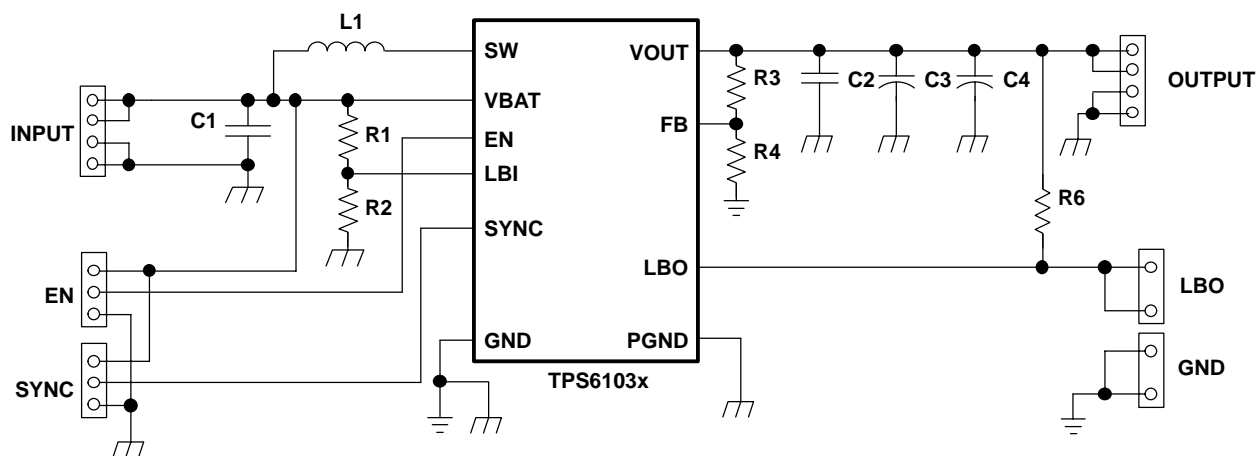 L1
SW
VOUT
R3
C2
C3
C4
OUTPUT
INPUT
C1
VBAT
R1
EN
FB
R4
LBI
R2
R6
SYNC
LBO
LBO
EN
GND
PGND
GND
SYNC
TPS6103x